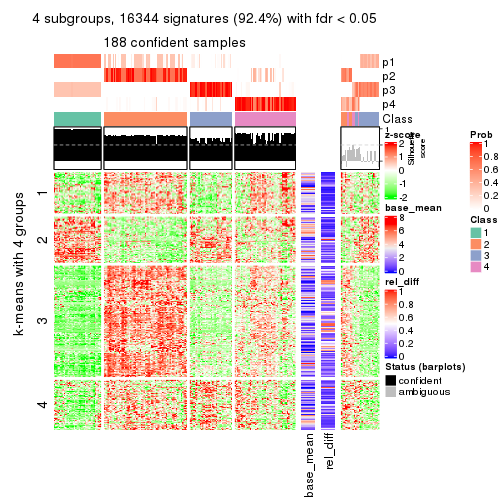 4 subgroups, 16344 signatures (92.4%) with fdr < 0.05
188 confident samples
p1
p2
p3
p4
Class
1
Silhouette
score
k-means with 4 groups
1
2
3
4
base_mean
rel_diff
z-score
2
1
0
-1
-2
base_mean
8
6
4
2
0
rel_diff
1
0.8
0.6
0.4
0.2
0
Status (barplots)
confident
ambiguous
Prob
1
0.8
0.6
0.4
0.2
0
Class
1
2
3
4